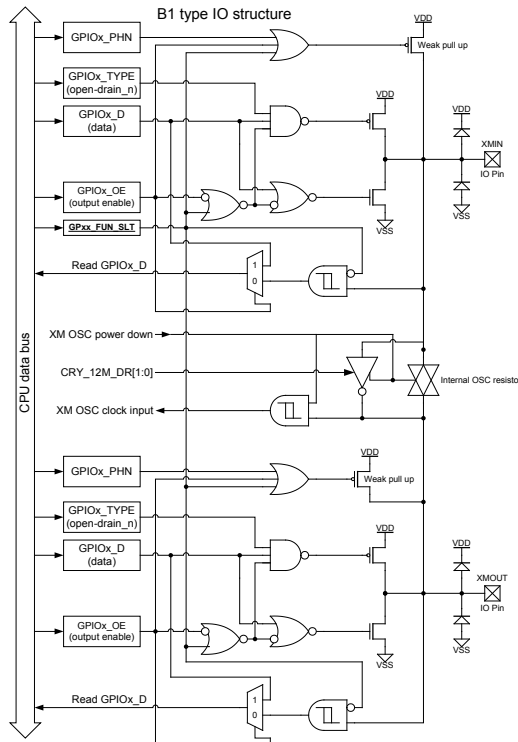 B1 type IO structure
VDD
GPIOx_PHN
Weak pull up
GPIOx_TYPE
(open-drain_n)
VDD
VDD
GPIOx_D
(data)
XMIN
IO Pin
GPIOx_OE
(output enable)
VSS
VSS
GPxx_FUN_SLT
Read GPIOx_D
1
0
CPU data bus
XM OSC power down
CRY_12M_DR[1:0]
Internal OSC resisto
XM OSC clock input
VDD
GPIOx_PHN
Weak pull up
GPIOx_TYPE
(open-drain_n)
VDD
VDD
GPIOx_D
(data)
XMOUT
IO Pin
GPIOx_OE
(output enable)
VSS
VSS
Read GPIOx_D
1
0